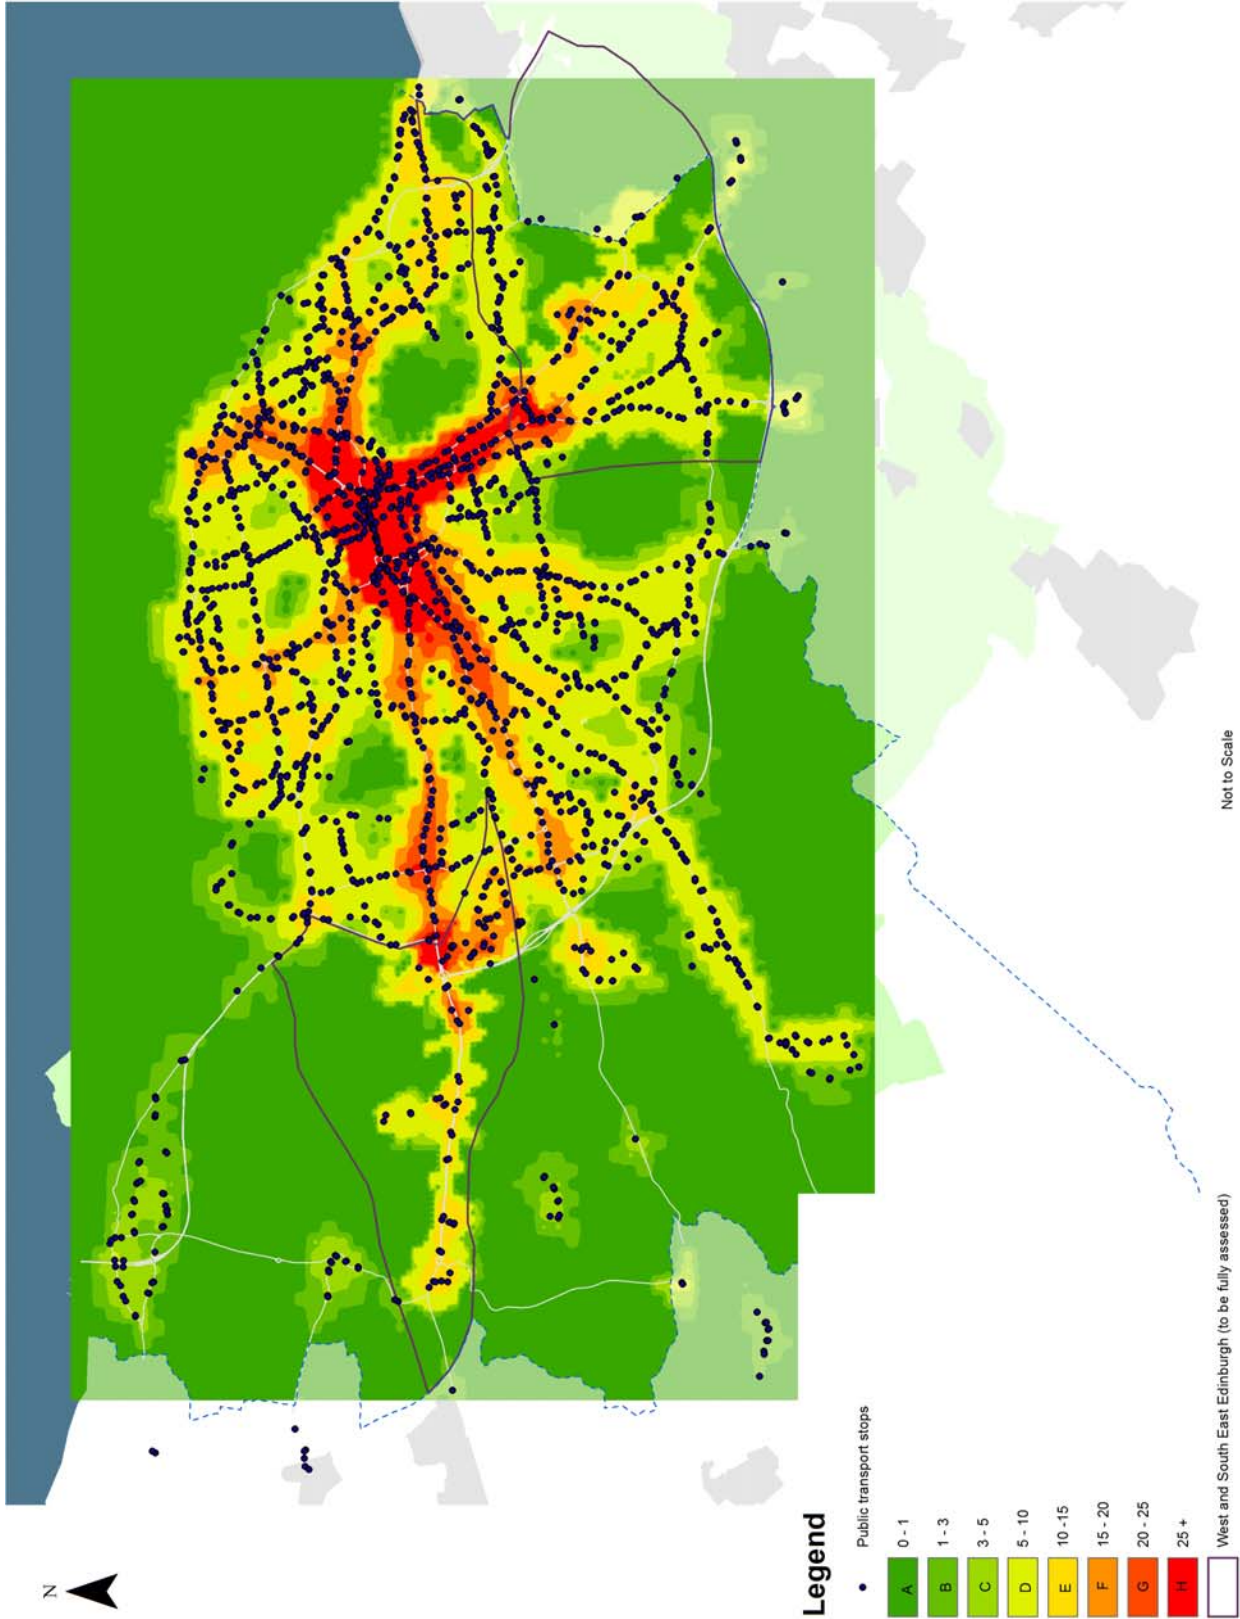 N
Legend
Public transport stops
A 0 - 1
B 1 - 3
C 3 - 5
D 5 - 10
E 10 -15
F 15 - 20
G 20 - 25
H 25 +
West and South East Edinburgh (to be fully assessed)
Not to Scale